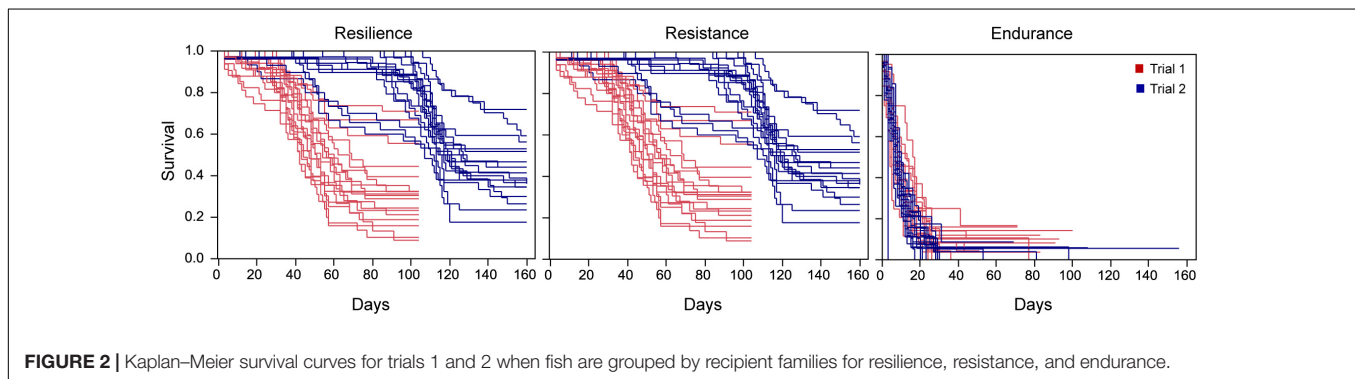 Resilience
Resistance
Endurance
1.0
0.8
0.6
0.4
0.2
0.0
Survival
Trial 1
Trial 2
0 20 40 60 80 100 120 140 160
0 20 40 60 80 100 120 140 160
0 20 40 60 80 100 120 140 160
Days
Days
Days
FIGURE 2 | Kaplan–Meier survival curves for trials 1 and 2 when fish are grouped by recipient families for resilience, resistance, and endurance.